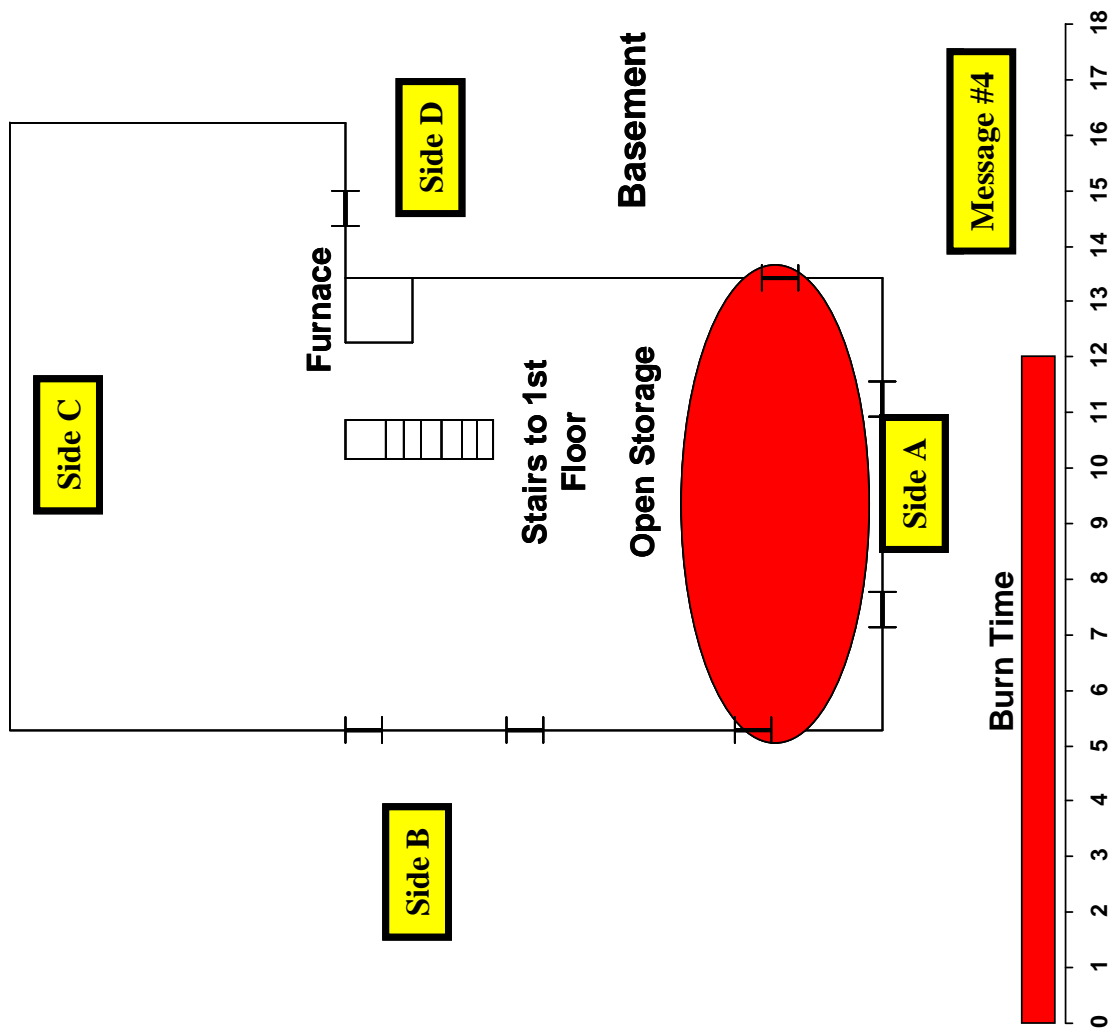 Side C
Side D
Furnace
Stairs to 1st
Floor
Open Storage
Basement
Side B
Side A
Message #4
Burn Time
0 1 2 3 4 5 6 7 8 9 10 11 12 13 14 15 16 17 18